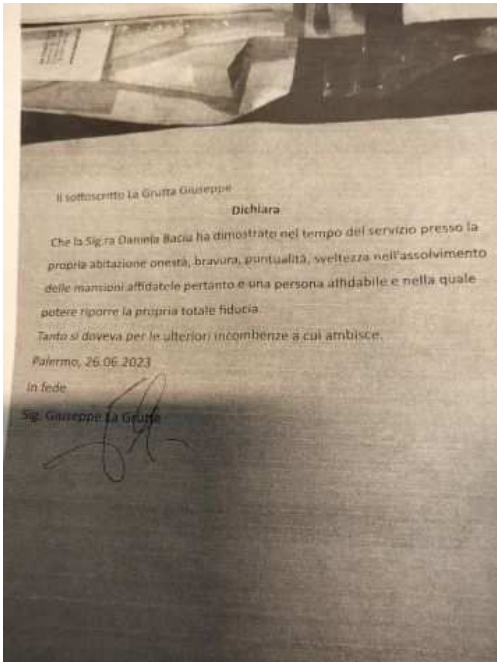 Il sottoscritto La Grutta Giuseppe
Dichiara
Che la Sig.ra Daniela Baciu ha dimostrato nel tempo del servizio presso la
propria abitazione onestà, bravura, puntualità, sveltezza nell'assolvimento
delle mansioni affidatele pertanto e una persona affidabile e nella quale
potere riporre la propria totale fiducia.
Tanto si doveva per le ulteriori incombenze a cui ambisce.
Palermo, 26.06.2023
In fede
Sig. Giuseppe La Grutta